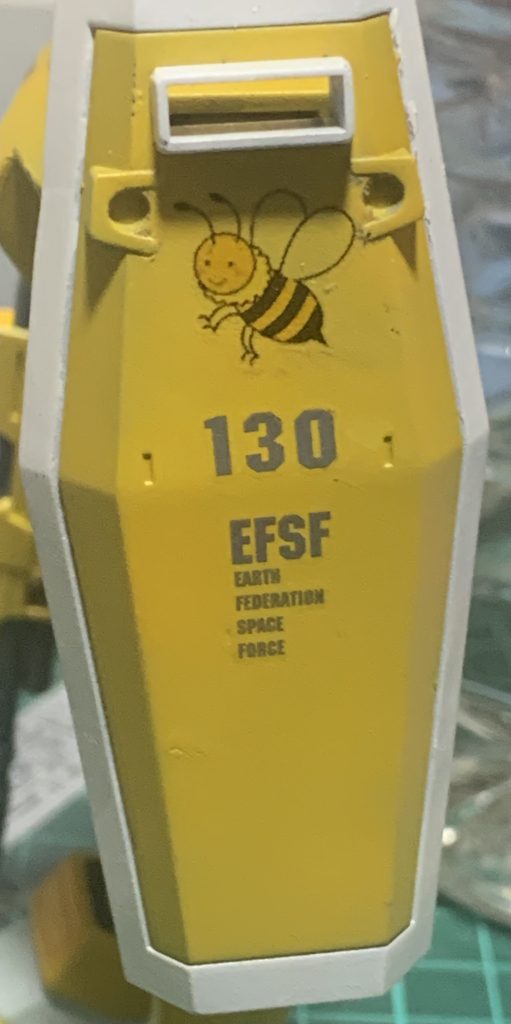 130
EFSF
EARTH
FEDERATION
SPACE
FORCE